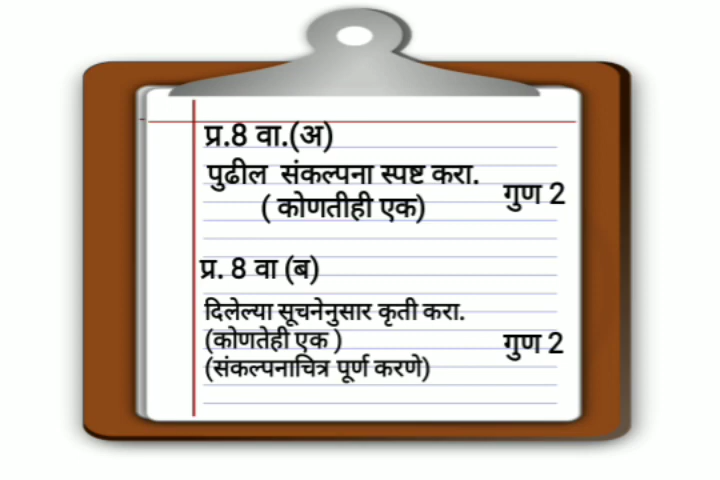 प्र.8 वा.(अ)
पुढील संकल्पना स्पष्ट करा.
( कोणतीही एक)
गुण 2
प्र. 8 वा (ब)
दिलेल्या सूचनेनुसार कृती करा.
(कोणतेही एक )
गुण 2
(संकल्पनाचित्र पूर्ण करणे)